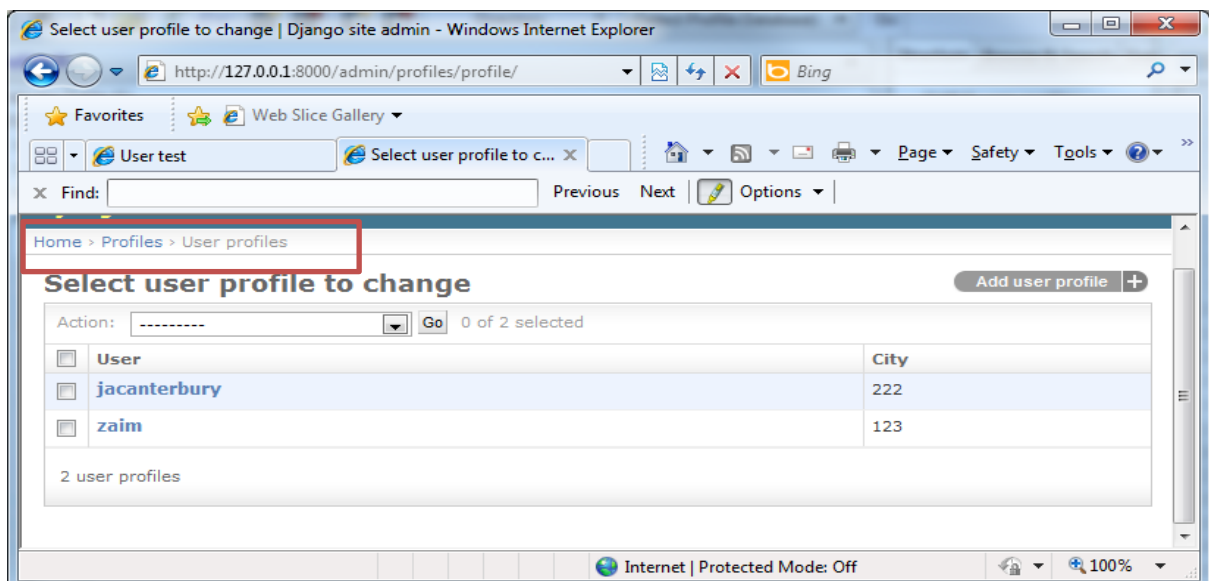 Select user profile to change | Django site admin - Windows Internet Explorer
http://127.0.0.1:8000/admin/profiles/profile/ Bing
Favorites Web Slice Gallery
User test Select user profile to c... X Page Safety Tools »
x Find: Previous Next Options
Home › Profiles › User profiles
Select user profile to change Add user profile +
Action: --------- Go 0 of 2 selected
User City
jacanterbury 222
zaim 123
2 user profiles
Internet | Protected Mode: Off 100%